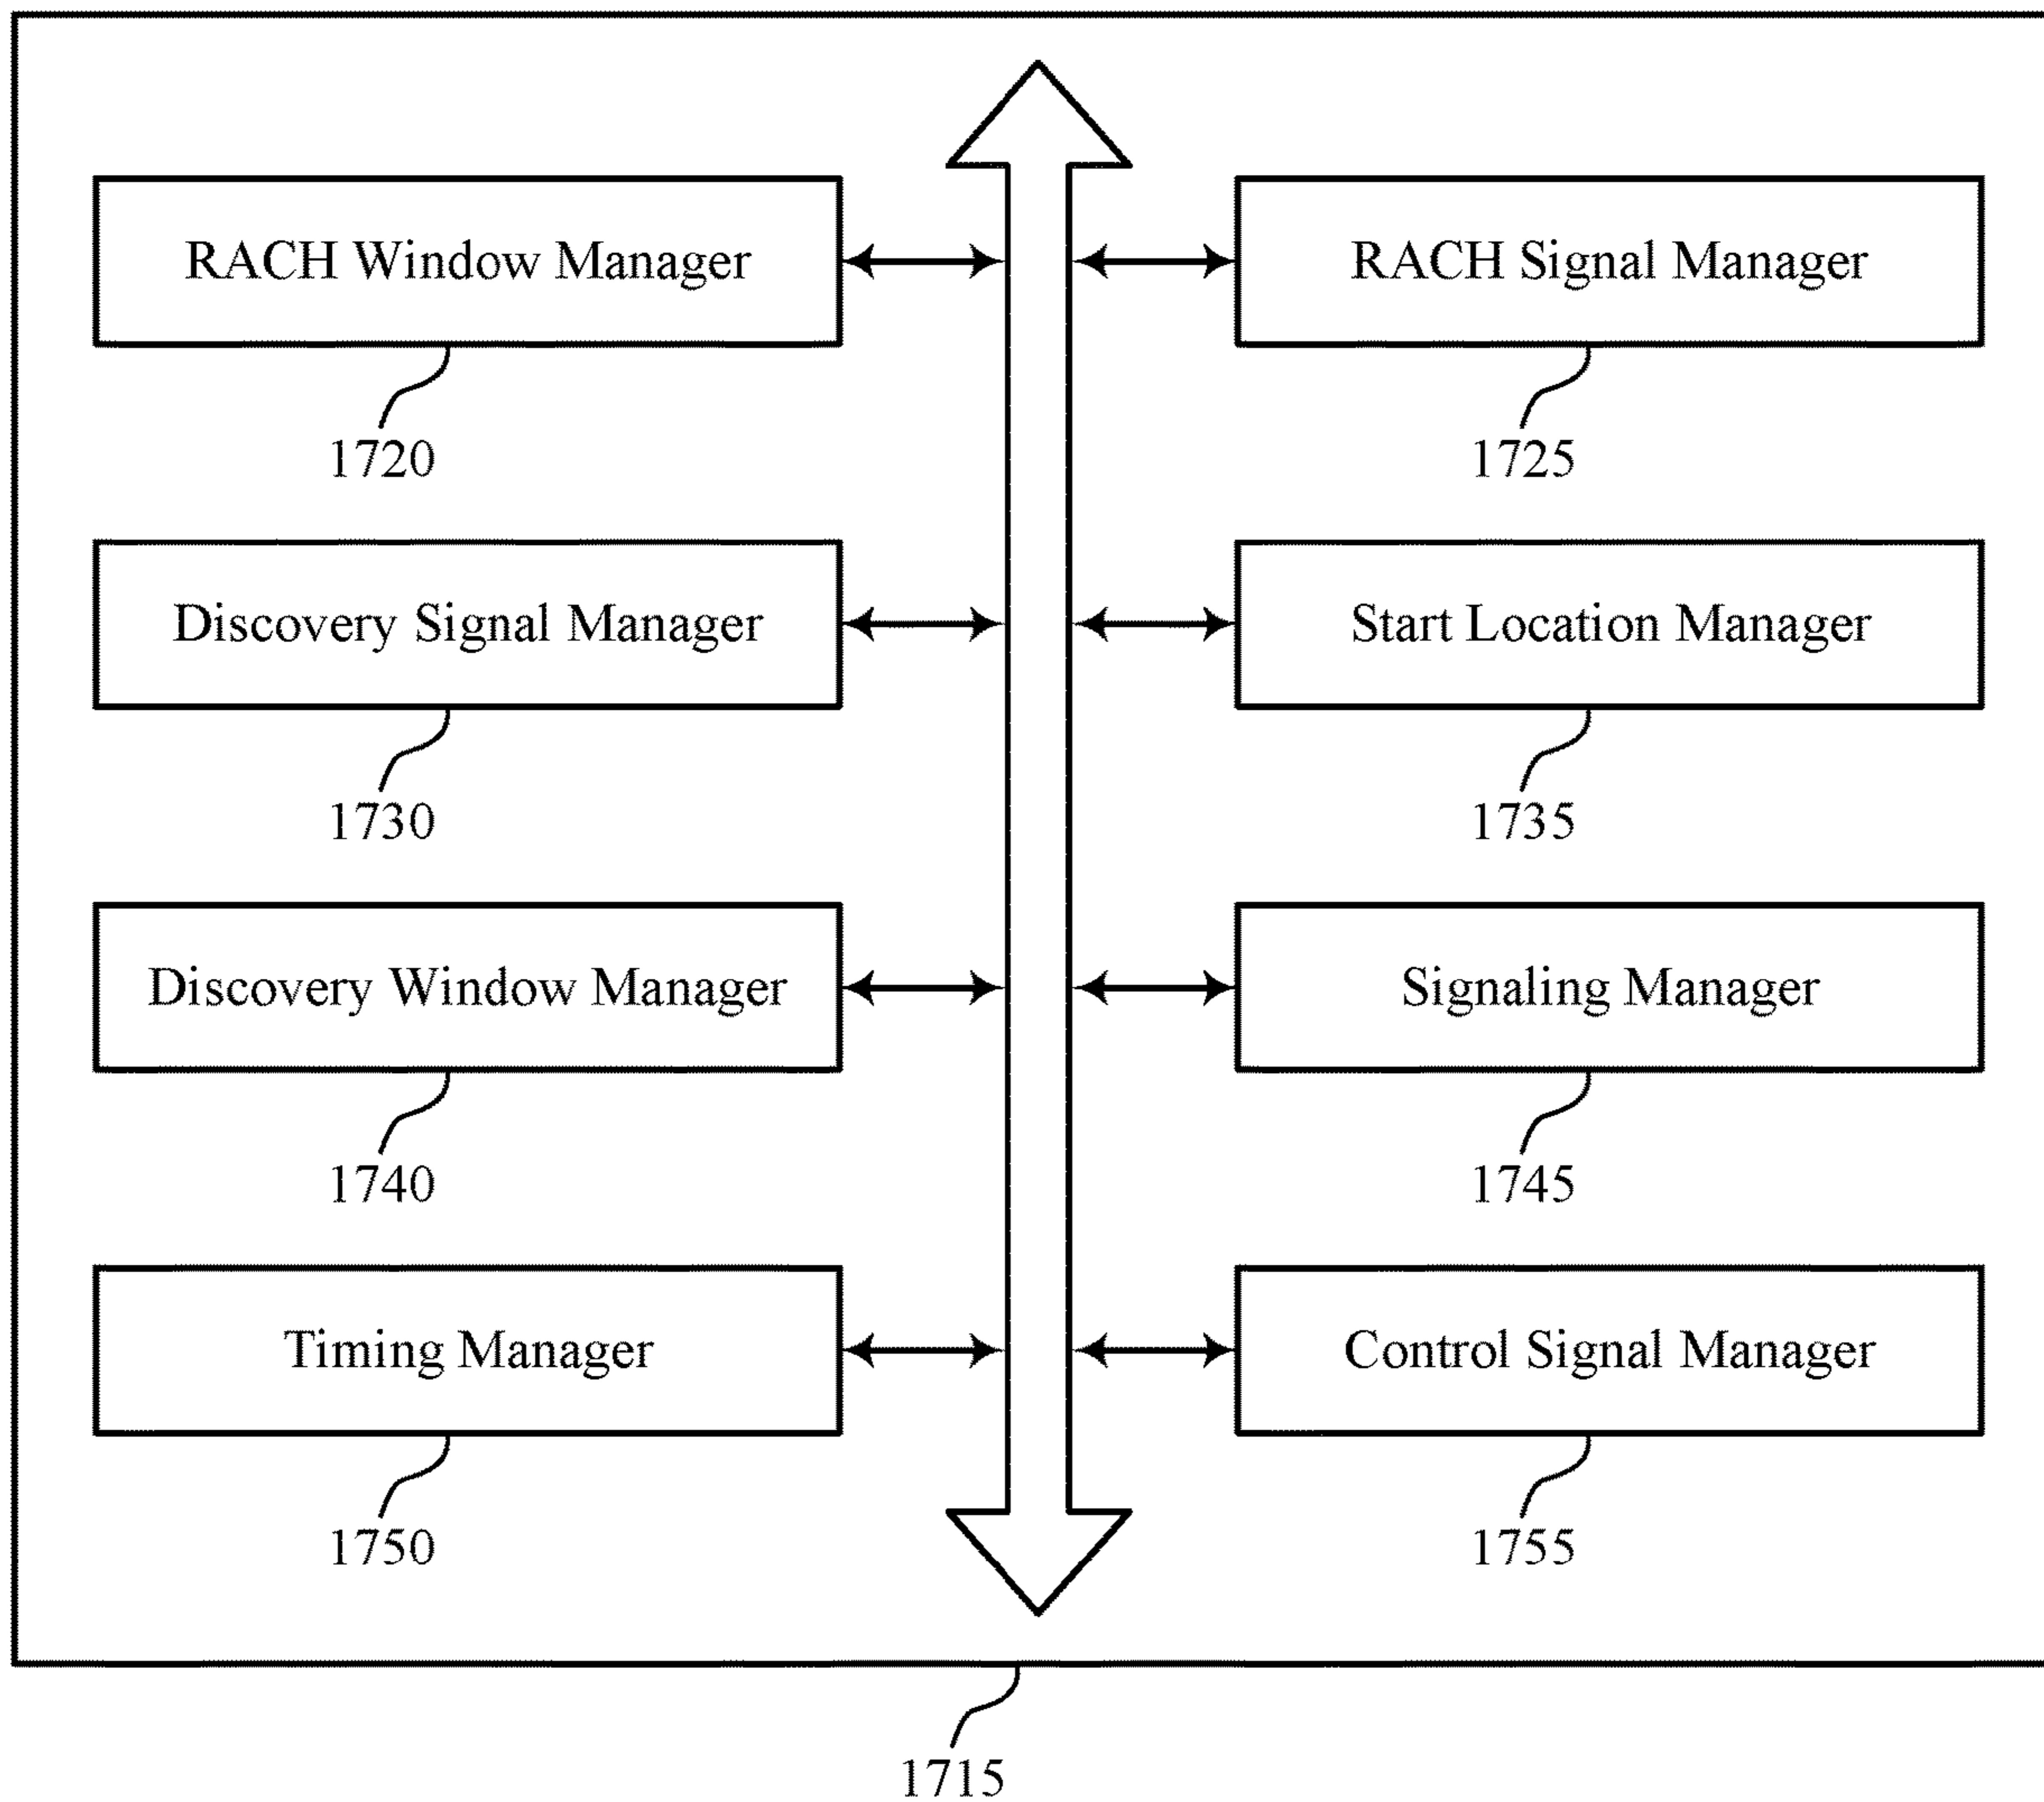 RACH Window Manager
RACH Signal Manager
1720
1725
Discovery Signal Manager
Start Location Manager
1730
1735
Discovery Window Manager
Signaling Manager
1740
1745
Timing Manager
Control Signal Manager
1750
1755
1715